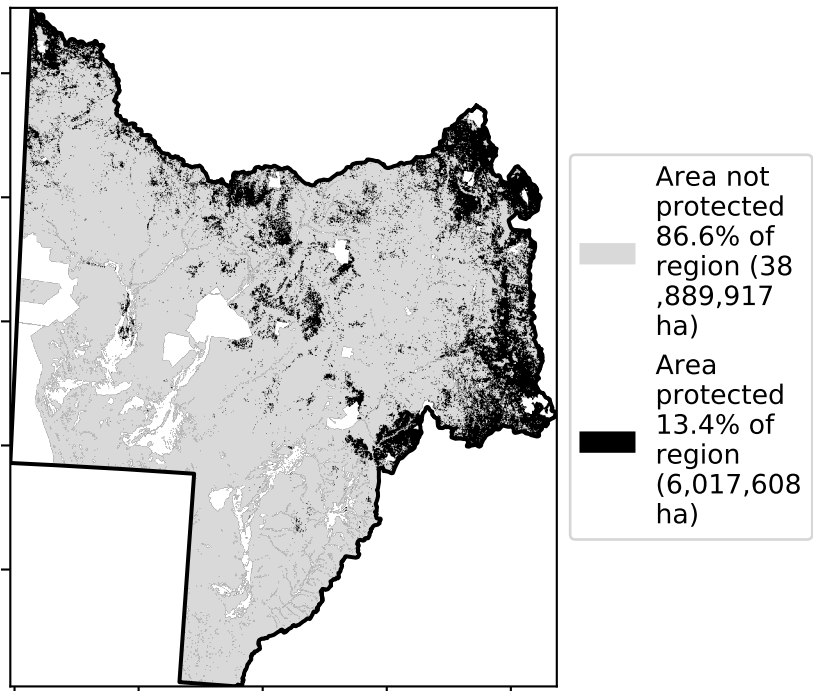 Area not
protected
86.6% of
region (38
,889,917
ha)
Area
protected
13.4% of
region
(6,017,608
ha)